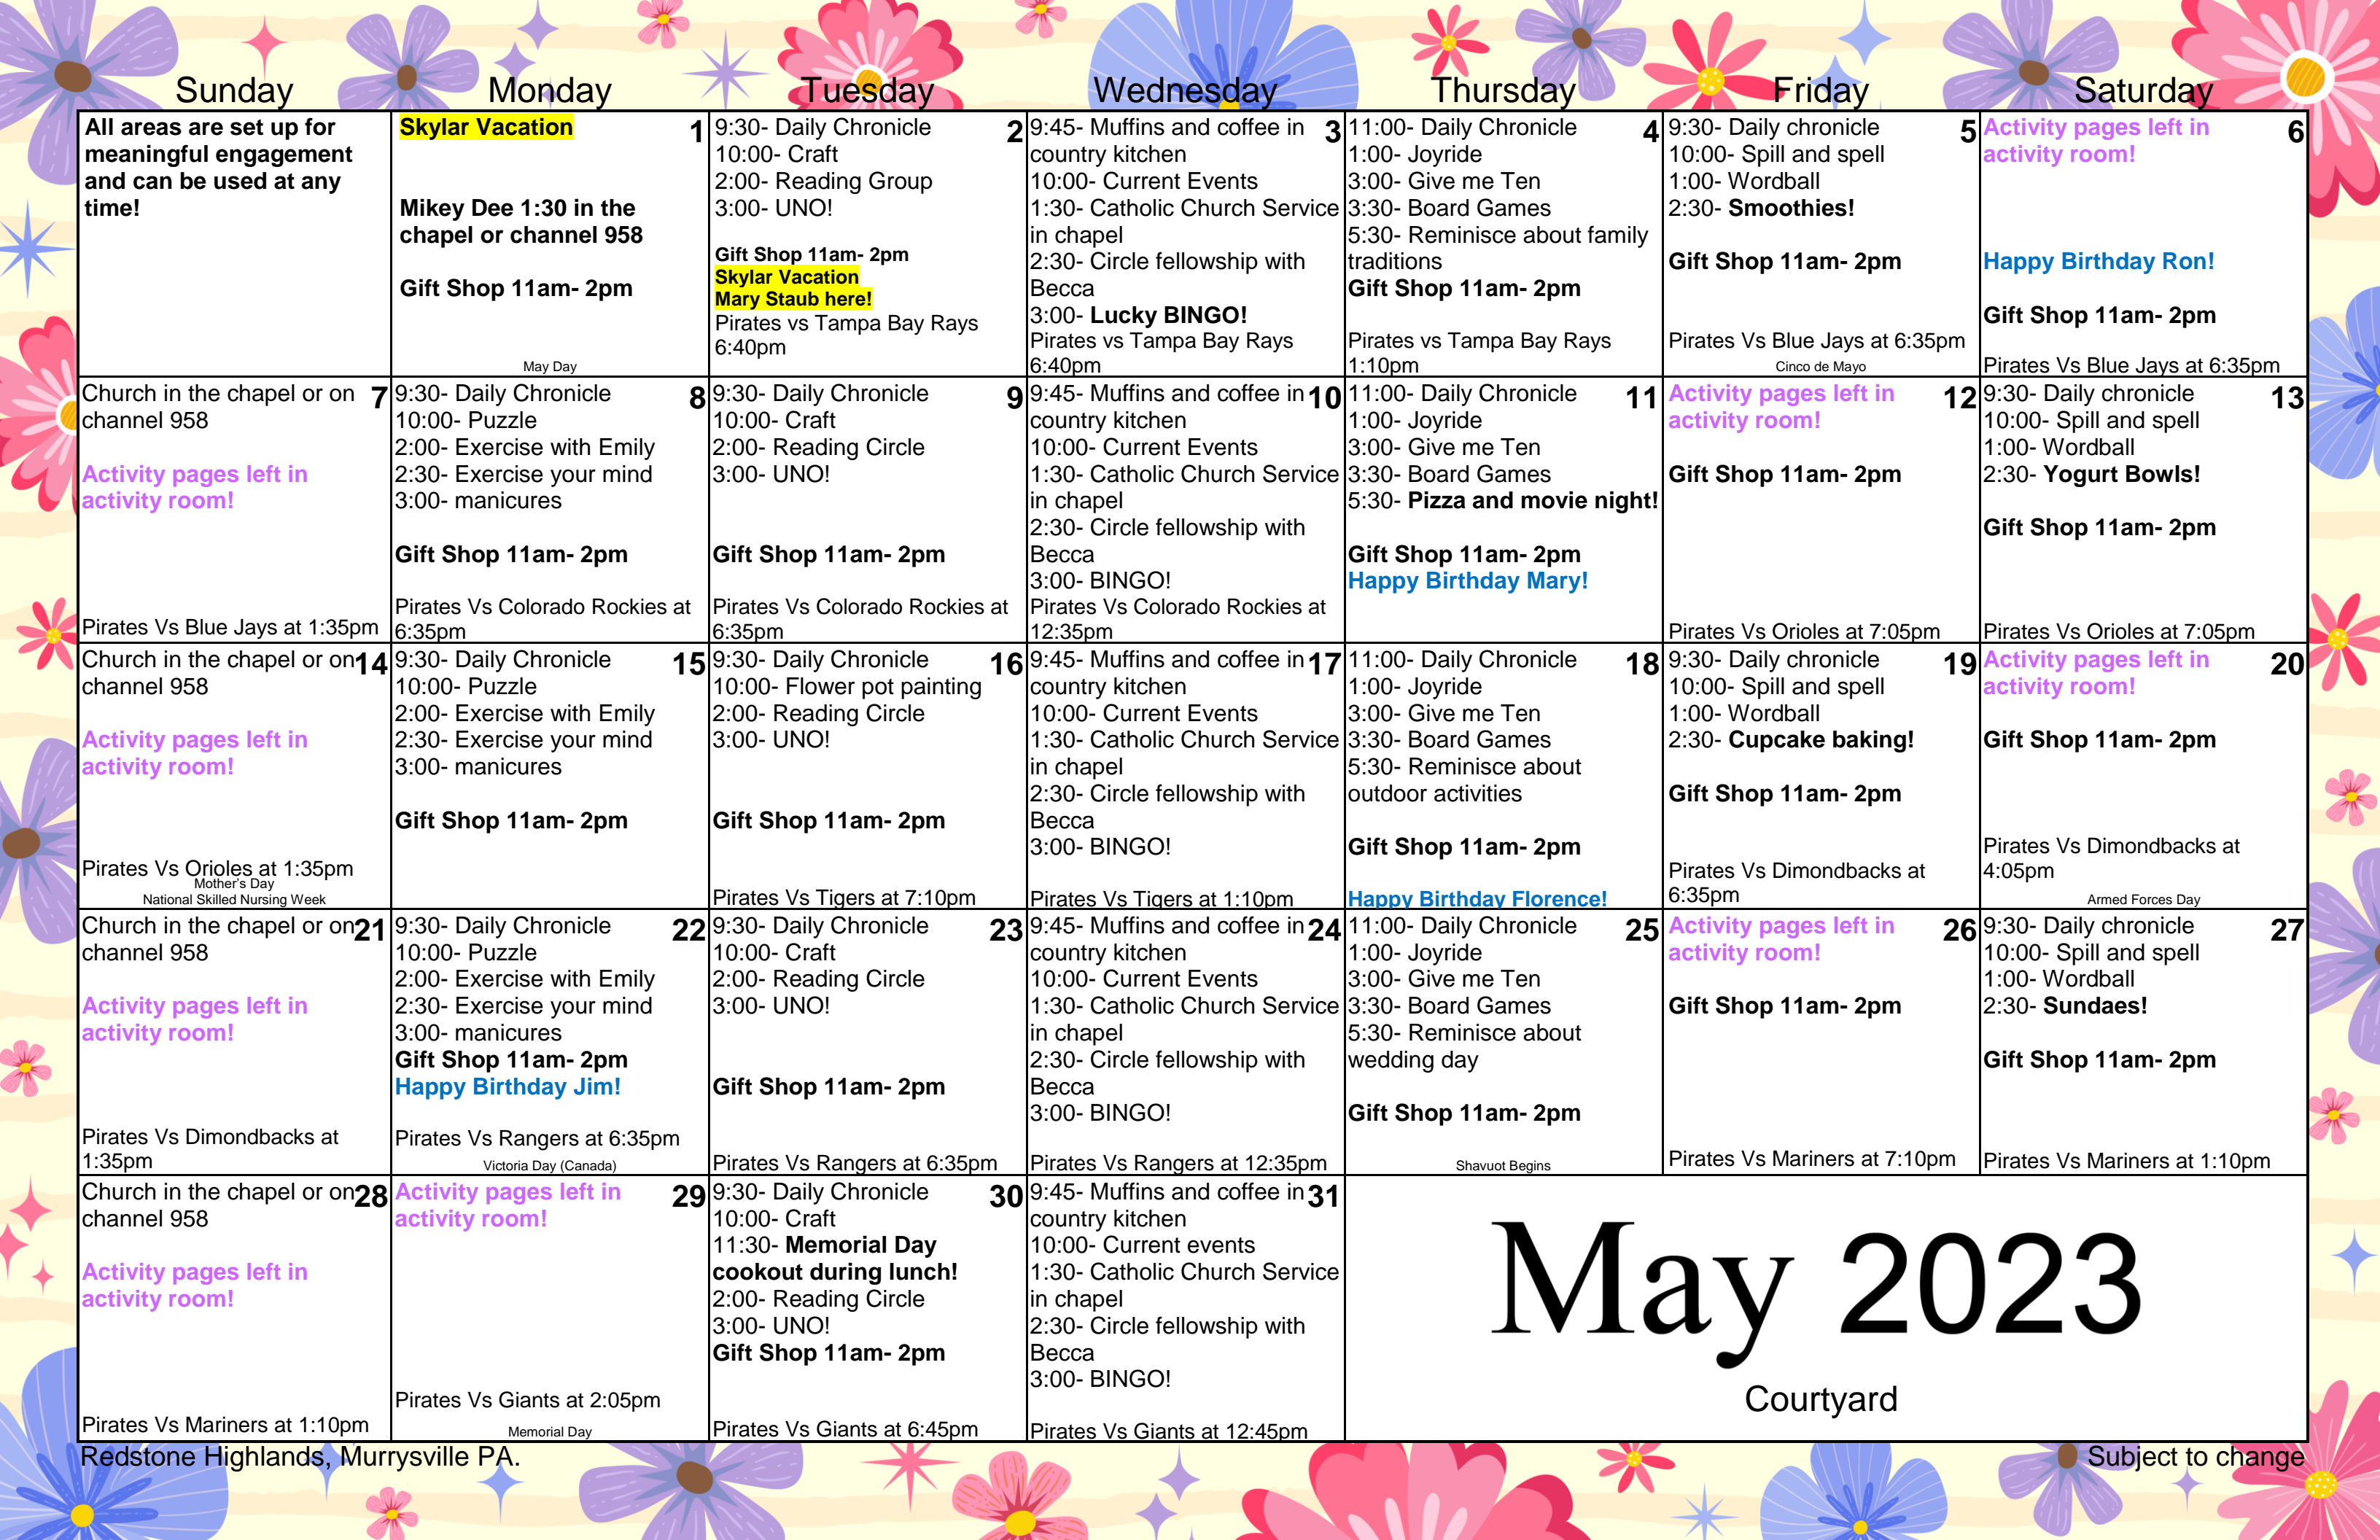 Sunday Monday Tuesday Wednesday Thursday Friday Saturday
All areas are set up for
meaningful engagement
and can be used at any
time!
Skylar Vacation 1
Mikey Dee 1:30 in the
chapel or channel 958
Gift Shop 11am- 2pm
May Day
9:30- Daily Chronicle 2
10:00- Craft
2:00- Reading Group
3:00- UNO!
Gift Shop 11am- 2pm
Skylar Vacation
Mary Staub here!
Pirates vs Tampa Bay Rays
6:40pm
9:45- Muffins and coffee in 3
country kitchen
10:00- Current Events
1:30- Catholic Church Service
in chapel
2:30- Circle fellowship with
Becca
3:00- Lucky BINGO!
Pirates vs Tampa Bay Rays
6:40pm
11:00- Daily Chronicle 4
1:00- Joyride
3:00- Give me Ten
3:30- Board Games
5:30- Reminisce about family
traditions
Gift Shop 11am- 2pm
Pirates vs Tampa Bay Rays
1:10pm
9:30- Daily chronicle 5
10:00- Spill and spell
1:00- Wordball
2:30- Smoothies!
Gift Shop 11am- 2pm
Pirates Vs Blue Jays at 6:35pm
Cinco de Mayo
Activity pages left in 6
activity room!
Happy Birthday Ron!
Gift Shop 11am- 2pm
Pirates Vs Blue Jays at 6:35pm
Church in the chapel or on 7
channel 958
Activity pages left in
activity room!
Pirates Vs Blue Jays at 1:35pm
9:30- Daily Chronicle 8
10:00- Puzzle
2:00- Exercise with Emily
2:30- Exercise your mind
3:00- manicures
Gift Shop 11am- 2pm
Pirates Vs Colorado Rockies at
6:35pm
9:30- Daily Chronicle 9
10:00- Craft
2:00- Reading Circle
3:00- UNO!
Gift Shop 11am- 2pm
Pirates Vs Colorado Rockies at
6:35pm
9:45- Muffins and coffee in 10
country kitchen
10:00- Current Events
1:30- Catholic Church Service
in chapel
2:30- Circle fellowship with
Becca
3:00- BINGO!
Pirates Vs Colorado Rockies at
12:35pm
11:00- Daily Chronicle 11
1:00- Joyride
3:00- Give me Ten
3:30- Board Games
5:30- Pizza and movie night!
Gift Shop 11am- 2pm
Happy Birthday Mary!
Activity pages left in 12
activity room!
Gift Shop 11am- 2pm
Pirates Vs Orioles at 7:05pm
9:30- Daily chronicle 13
10:00- Spill and spell
1:00- Wordball
2:30- Yogurt Bowls!
Gift Shop 11am- 2pm
Pirates Vs Orioles at 7:05pm
Church in the chapel or on 14
channel 958
Activity pages left in
activity room!
Pirates Vs Orioles at 1:35pm
Mother's Day
National Skilled Nursing Week
9:30- Daily Chronicle 15
10:00- Puzzle
2:00- Exercise with Emily
2:30- Exercise your mind
3:00- manicures
Gift Shop 11am- 2pm
9:30- Daily Chronicle 16
10:00- Flower pot painting
2:00- Reading Circle
3:00- UNO!
Gift Shop 11am- 2pm
Pirates Vs Tigers at 7:10pm
9:45- Muffins and coffee in 17
country kitchen
10:00- Current Events
1:30- Catholic Church Service
in chapel
2:30- Circle fellowship with
Becca
3:00- BINGO!
Pirates Vs Tigers at 1:10pm
11:00- Daily Chronicle 18
1:00- Joyride
3:00- Give me Ten
3:30- Board Games
5:30- Reminisce about
outdoor activities
Gift Shop 11am- 2pm
Happy Birthday Florence!
9:30- Daily chronicle 19
10:00- Spill and spell
1:00- Wordball
2:30- Cupcake baking!
Gift Shop 11am- 2pm
Pirates Vs Dimondbacks at
6:35pm
Activity pages left in 20
activity room!
Gift Shop 11am- 2pm
Pirates Vs Dimondbacks at
4:05pm
Armed Forces Day
Church in the chapel or on 21
channel 958
Activity pages left in
activity room!
Pirates Vs Dimondbacks at
1:35pm
9:30- Daily Chronicle 22
10:00- Puzzle
2:00- Exercise with Emily
2:30- Exercise your mind
3:00- manicures
Gift Shop 11am- 2pm
Happy Birthday Jim!
Pirates Vs Rangers at 6:35pm
Victoria Day (Canada)
9:30- Daily Chronicle 23
10:00- Craft
2:00- Reading Circle
3:00- UNO!
Gift Shop 11am- 2pm
Pirates Vs Rangers at 6:35pm
9:45- Muffins and coffee in 24
country kitchen
10:00- Current Events
1:30- Catholic Church Service
in chapel
2:30- Circle fellowship with
Becca
3:00- BINGO!
Pirates Vs Rangers at 12:35pm
11:00- Daily Chronicle 25
1:00- Joyride
3:00- Give me Ten
3:30- Board Games
5:30- Reminisce about
wedding day
Gift Shop 11am- 2pm
Shavuot Begins
Activity pages left in 26
activity room!
Gift Shop 11am- 2pm
Pirates Vs Mariners at 7:10pm
9:30- Daily chronicle 27
10:00- Spill and spell
1:00- Wordball
2:30- Sundaes!
Gift Shop 11am- 2pm
Pirates Vs Mariners at 1:10pm
Church in the chapel or on 28
channel 958
Activity pages left in
activity room!
Pirates Vs Mariners at 1:10pm
Activity pages left in 29
activity room!
Pirates Vs Giants at 2:05pm
Memorial Day
9:30- Daily Chronicle 30
10:00- Craft
11:30- Memorial Day
cookout during lunch!
2:00- Reading Circle
3:00- UNO!
Gift Shop 11am- 2pm
Pirates Vs Giants at 6:45pm
9:45- Muffins and coffee in 31
country kitchen
10:00- Current events
1:30- Catholic Church Service
in chapel
2:30- Circle fellowship with
Becca
3:00- BINGO!
Pirates Vs Giants at 12:45pm
May 2023
Courtyard
Redstone Highlands, Murrysville PA.
Subject to change